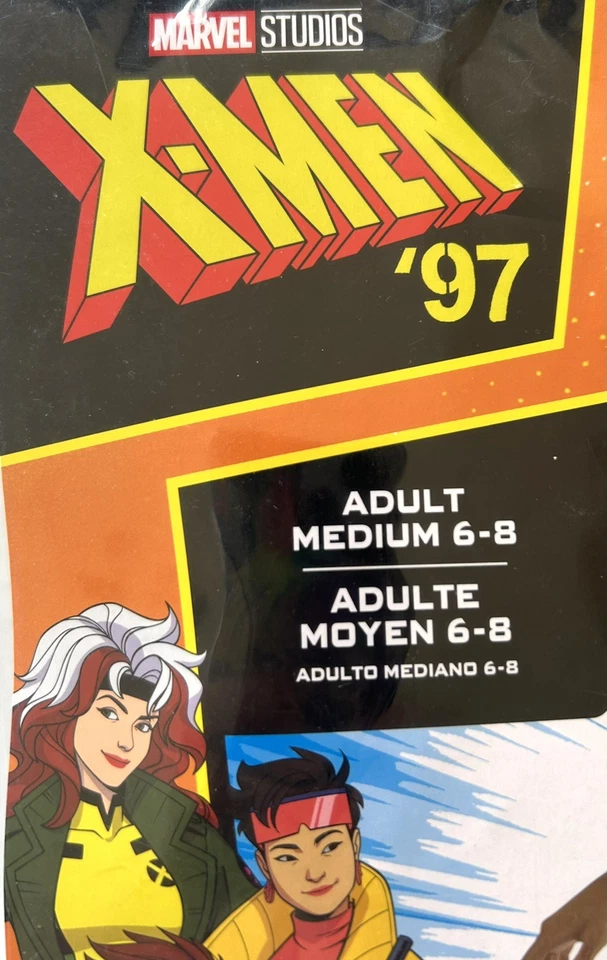 MARVEL STUDIOS
X-MEN
'97
ADULT
MEDIUM 6-8
ADULTE
MOYEN 6-8
ADULTO MEDIANO 6-8